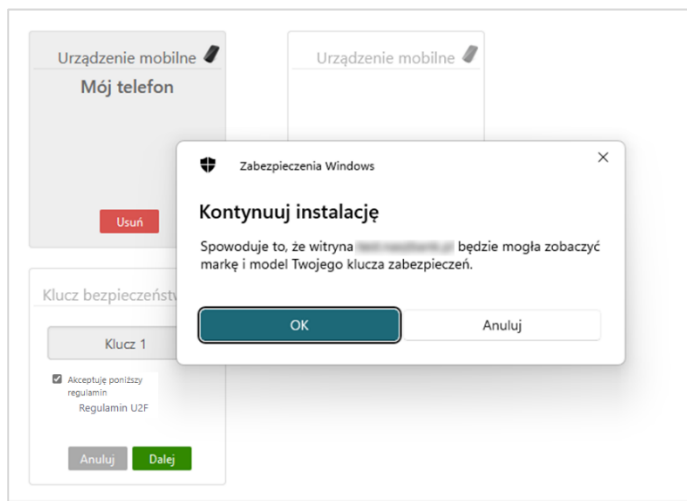 Urządzenie mobilne
Mój telefon
Usuń
Urządzenie mobilne
Zabezpieczenia Windows
Kontynuuj instalację
Spowoduje to, że witryna będzie mogła zobaczyć
markę i model Twojego klucza zabezpieczeń.
OK
Anuluj
Klucz bezpieczeńst
Klucz 1
Akceptuję poniższy
regulamin
Regulamin U2F
Anuluj
Dalej